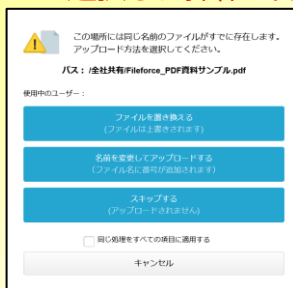 この場所には同じ名前のファイルがすでに存在します。
アップロード方法を選択してください。
パス： /全社共有/Fileforce_PDF資料サンプル.pdf
使用中のユーザー：
ファイルを置き換える
(ファイルは上書きされます)
名前を変更してアップロードする
(ファイル名に番号が追加されます)
スキップする
(アップロードされません)
同じ処理をすべての項目に適用する
キャンセル